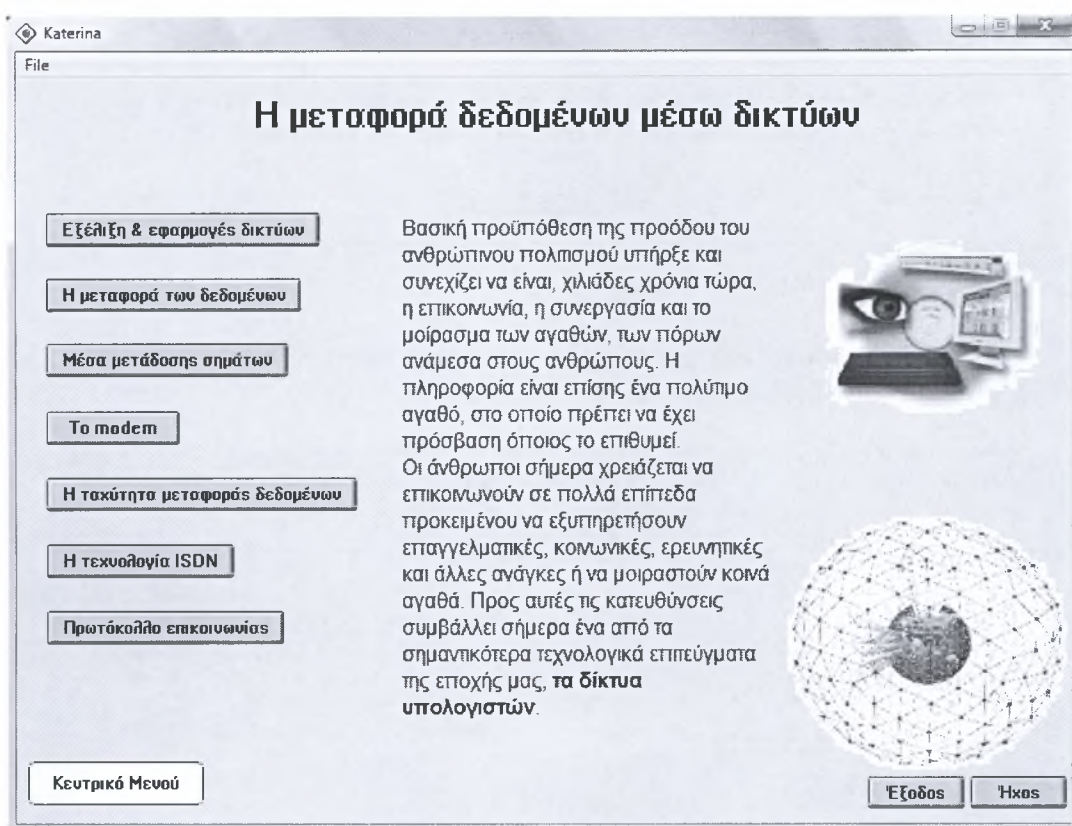 Katerina
File
Η μεταφορά δεδομένων μέσω δικτύων
Εξέλιξη & εφαρμογές δικτύων
Η μεταφορά των δεδομένων
Μέσα μετάδοσης σημάτων
Το modem
Η ταχύτητα μεταφοράς δεδομένων
Η τεχνολογία ISDN
Πρωτόκολλο επικοινωνίας
Βασική προϋπόθεση της προόδου του
ανθρώπινου πολιτισμού υπήρξε και
συνεχίζει να είναι, χιλιάδες χρόνια τώρα,
η επικοινωνία, η συνεργασία και το
μοίρασμα των αγαθών, των πόρων
ανάμεσα στους ανθρώπους. Η
πληροφορία είναι επίσης ένα πολύτιμο
αγαθό, στο οποίο πρέπει να έχει
πρόσβαση όποιος το επιθυμεί.
Οι άνθρωποι σήμερα χρειάζεται να
επικοινωνούν σε πολλά επίπεδα
προκειμένου να εξυπηρετήσουν
επαγγελματικές, κοινωνικές, ερευνητικές
και άλλες ανάγκες ή να μοιραστούν κοινά
αγαθά. Προς αυτές τις κατευθύνσεις
συμβάλλει σήμερα ένα από τα
σημαντικότερα τεχνολογικά επιτεύγματα
της εποχής μας, τα δίκτυα
υπολογιστών.
Κεντρικό Μενού
Έξοδος
Ήχος